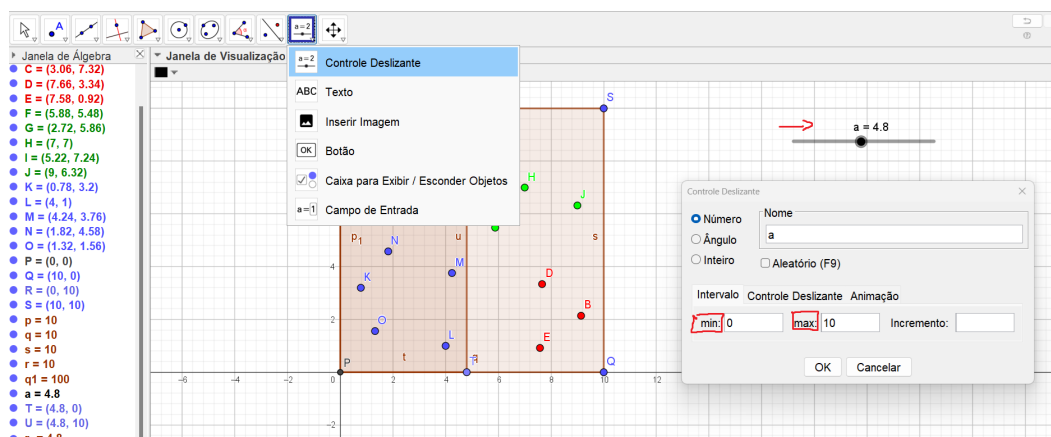 A
a=2
Janela de Álgebra
Janela de Visualização
C = (3.06, 7.32)
D = (7.66, 3.34)
E = (7.58, 0.92)
F = (5.88, 5.48)
G = (2.72, 5.86)
H = (7, 7)
I = (5.22, 7.24)
J = (9, 6.32)
K = (0.78, 3.2)
L = (4, 1)
M = (4.24, 3.76)
N = (1.82, 4.58)
O = (1.32, 1.56)
P = (0, 0)
Q = (10, 0)
R = (0, 10)
S = (10, 10)
p = 10
q = 10
s = 10
r = 10
q1 = 100
a = 4.8
T = (4.8, 0)
U = (4.8, 10)
a=2 Controle Deslizante
ABC Texto
Inserir Imagem
OK Botão
Caixa para Exibir / Esconder Objetos
a=1 Campo de Entrada
S
H
J
p1
N
u
s
4
K
M
D
B
2
O
L
E
P
t
T
Q
-6
-4
-2
0
2
4
6
8
10
12
-2
a = 4.8
Controle Deslizante
Número
Nome
a
Ângulo
Inteiro
Aleatório (F9)
Intervalo Controle Deslizante Animação
min: 0 max: 10 Incremento:
OK Cancelar